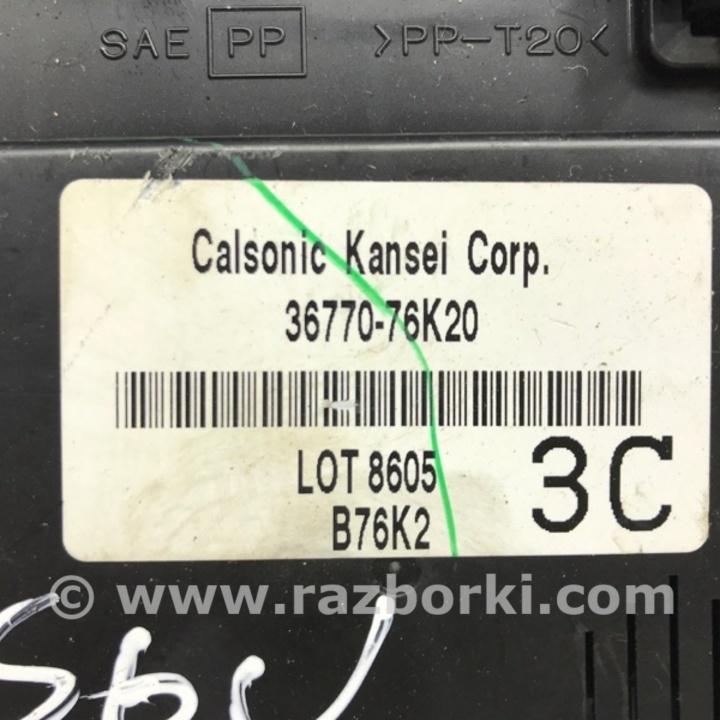 SAE PP >PP-T20<
Calsonic Kansei Corp.
36770-76K20
LOT 8605
3C
B76K2
© www.razborki.com